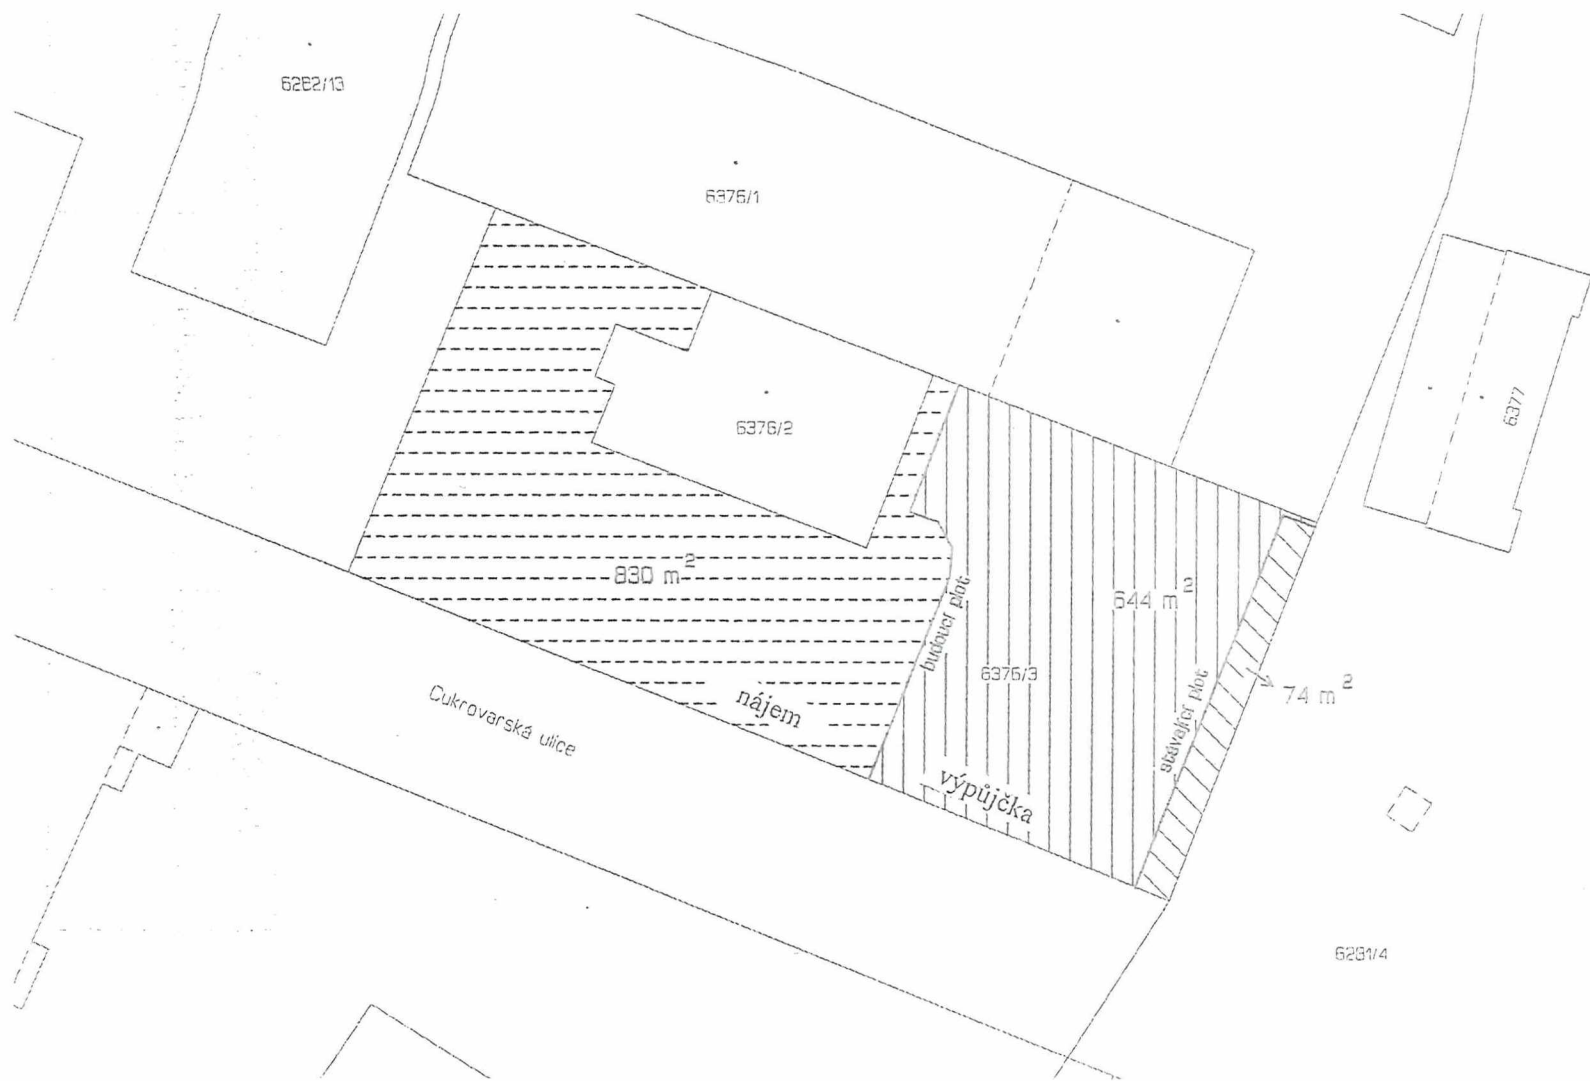 6262/13
6376/1
6376/2
6377
830 m²
644 m²
budoucí plot
6376/3
stávající plot
74 m²
nájem
Cukrovarská ulice
výpůjčka
6281/4